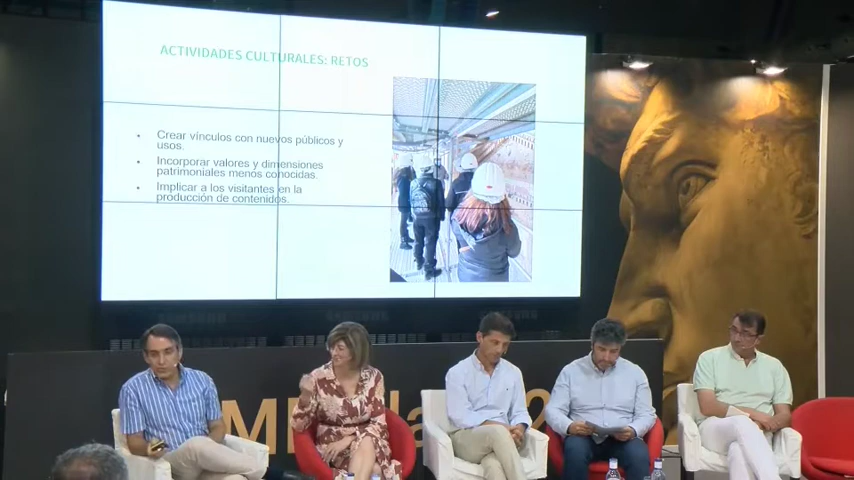 ACTIVIDADES CULTURALES: RETOS
• Crear vínculos con nuevos públicos y
usos.
• Incorporar valores y dimensiones
patrimoniales menos conocidas.
• Implicar a los visitantes en la
producción de contenidos.
SAMSUNG